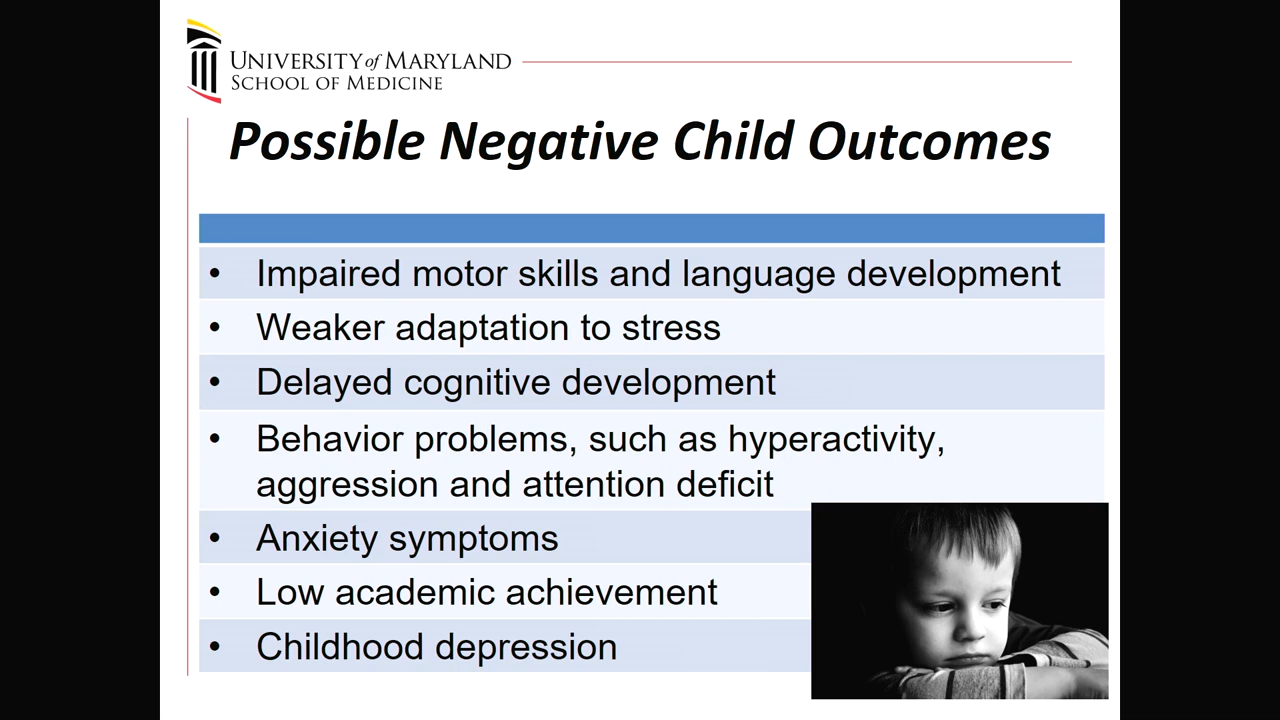 UNIVERSITY of MARYLAND
SCHOOL OF MEDICINE
Possible Negative Child Outcomes
• Impaired motor skills and language development
• Weaker adaptation to stress
• Delayed cognitive development
• Behavior problems, such as hyperactivity,
aggression and attention deficit
• Anxiety symptoms
• Low academic achievement
• Childhood depression